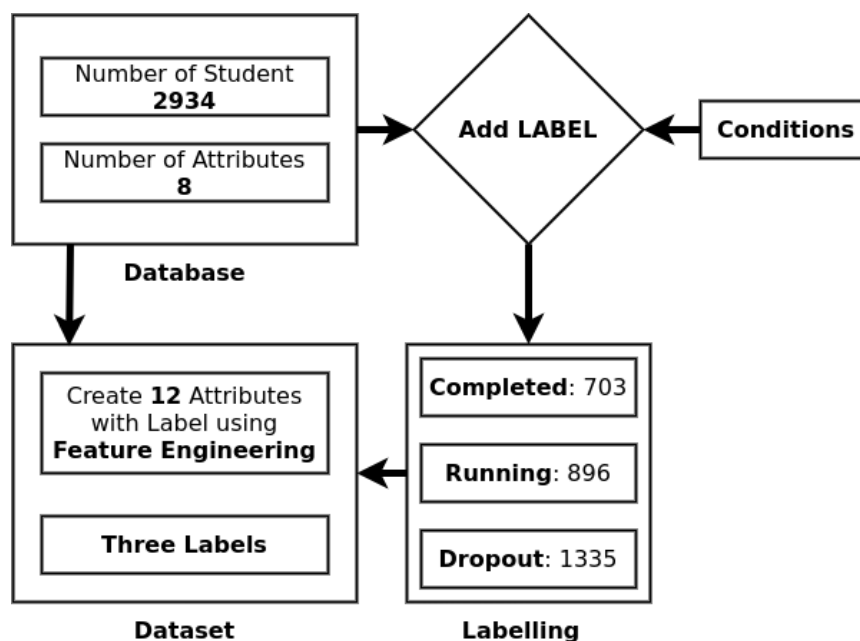 Number of Student
2934
Number of Attributes
8
Database
Add LABEL
Conditions
Create 12 Attributes
with Label using
Feature Engineering
Three Labels
Dataset
Completed: 703
Running: 896
Dropout: 1335
Labelling